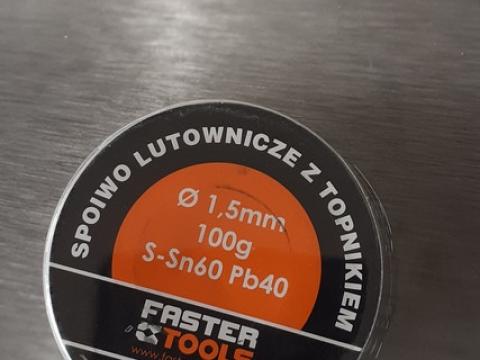 SPOIWO LUTOWNICZE Z TOPNIKIEM
Ø 1,5mm
100g
S-Sn60 Pb40
FASTER
TOOLS